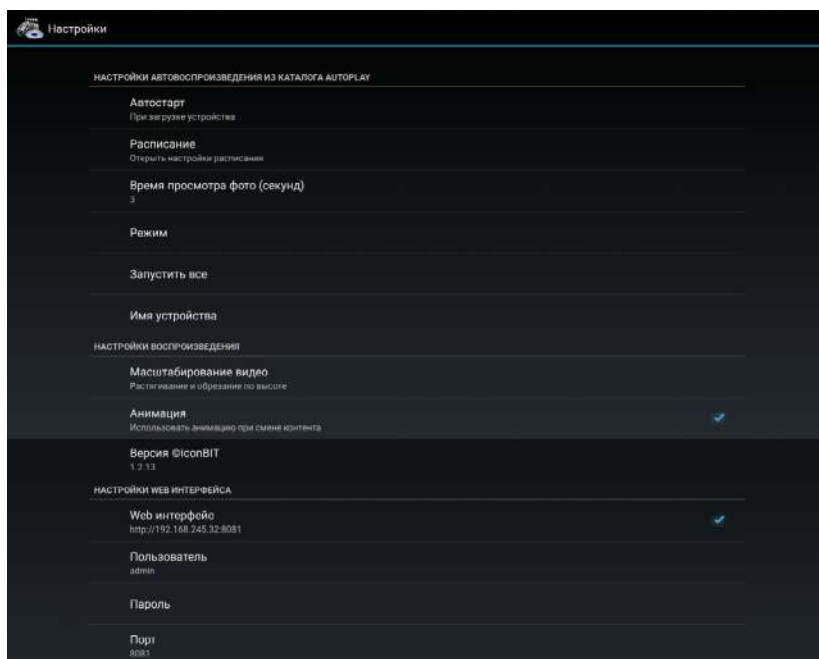 Настройки
НАСТРОЙКИ АВТОВОСПРОИЗВЕДЕНИЯ ИЗ КАТАЛОГА AUTOPLAY
Автостарт
При загрузке устройства
Расписание
Открыть настройки расписания
Время просмотра фото (секунд)
3
Режим
Запустить все
Имя устройства
НАСТРОЙКИ ВОСПРОИЗВЕДЕНИЯ
Масштабирование видео
Растягивание и обрезание по высоте
Анимация
Использовать анимацию при смене контента
Версия ©iconBIT
1.2.13
НАСТРОЙКИ WEB ИНТЕРФЕЙСА
Web интерфейс
http://192.168.245.32:8081
Пользователь
admin
Пароль
Порт
8081